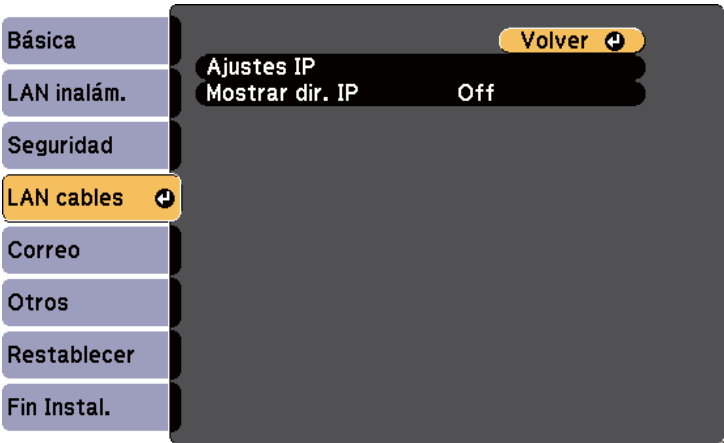 Básica
LAN inalám.
Seguridad
LAN cables
Correo
Otros
Restablecer
Fin Instal.
Volver
Ajustes IP
Mostrar dir. IP Off